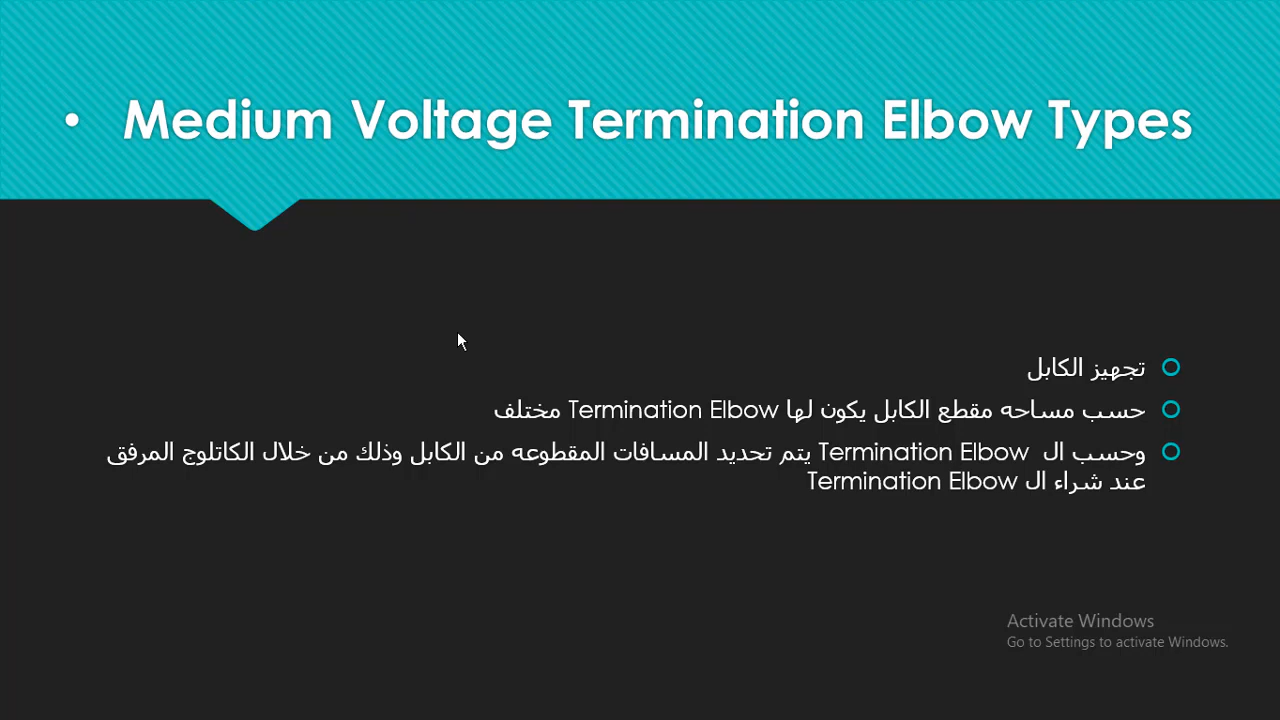 • Medium Voltage Termination Elbow Types
تجهيز الكابل
حسب مساحه مقطع الكابل يكون لها Termination Elbow مختلف
وحسب ال Termination Elbow يتم تحديد المسافات المقطوعه من الكابل وذلك من خلال الكاتلوج المرفق
عند شراء ال Termination Elbow
Activate Windows
Go to Settings to activate Windows.